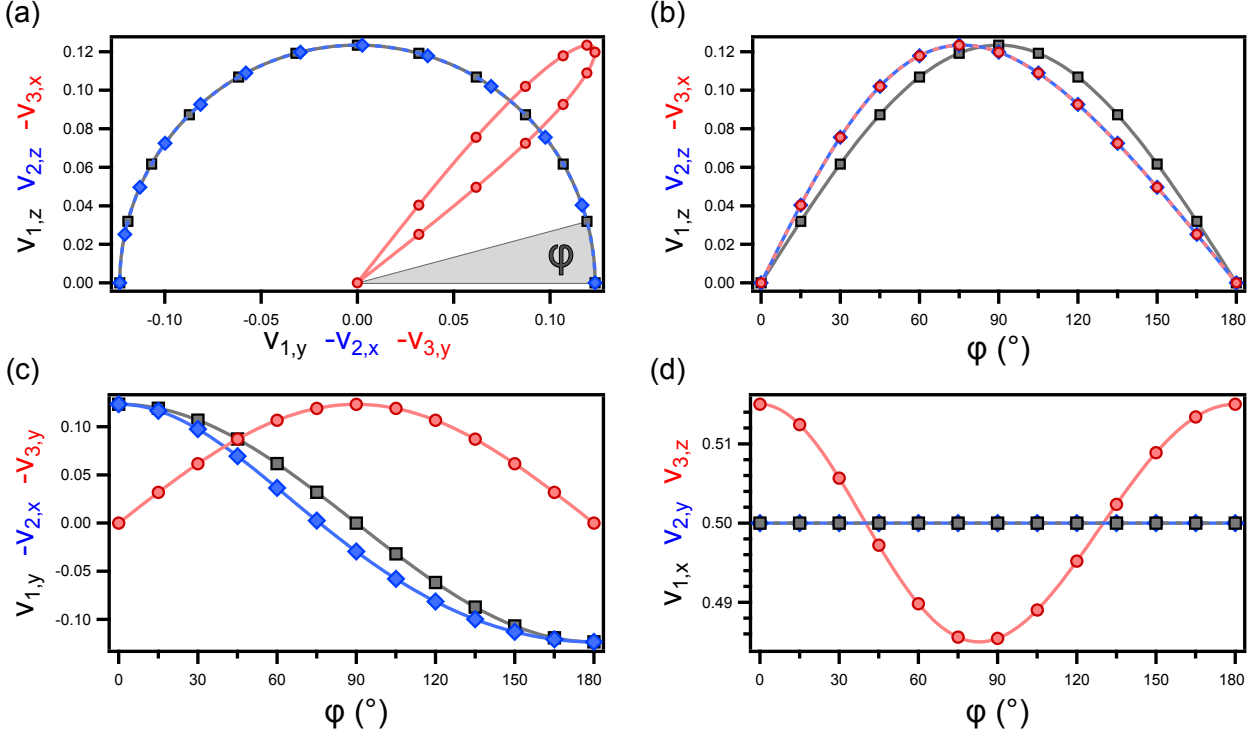 (a)
0.12
0.10
0.08
0.06
0.04
0.02
0.00
v1,z v2,z -v3,x
φ
-0.10 -0.05 0.00 0.05 0.10
v1,y -v2,x -v3,y
(b)
0.12
0.10
0.08
0.06
0.04
0.02
0.00
v1,z v2,z -v3,x
0 30 60 90 120 150 180
φ (°)
(c)
0.10
0.05
0.00
-0.05
-0.10
v1,y -v2,x -v3,y
0 30 60 90 120 150 180
φ (°)
(d)
0.51
0.50
0.49
v1,x v2,y v3,z
0 30 60 90 120 150 180
φ (°)